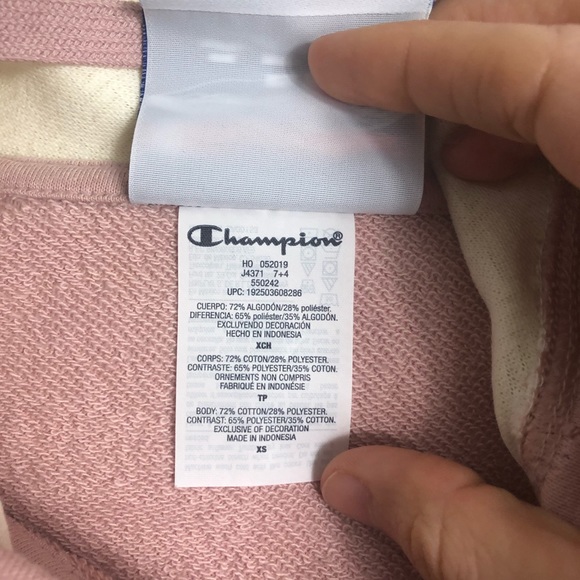 Champion®
HO 052019
J4371 7+4
550242
UPC: 192503608286
CUERPO: 72% ALGODÓN/28% poliéster.
DIFERENCIA: 65% poliéster/35% ALGODÓN.
EXCLUYENDO DECORACIÓN
HECHO EN INDONESIA
XCH
CORPS: 72% COTON/28% POLYESTER.
CONTRASTE: 65% POLYESTER/35% COTON.
ORNEMENTS NON COMPRIS
FABRIQUÉ EN INDONÉSIE
TP
BODY: 72% COTTON/28% POLYESTER.
CONTRAST: 65% POLYESTER/35% COTTON.
EXCLUSIVE OF DECORATION
MADE IN INDONESIA
XS